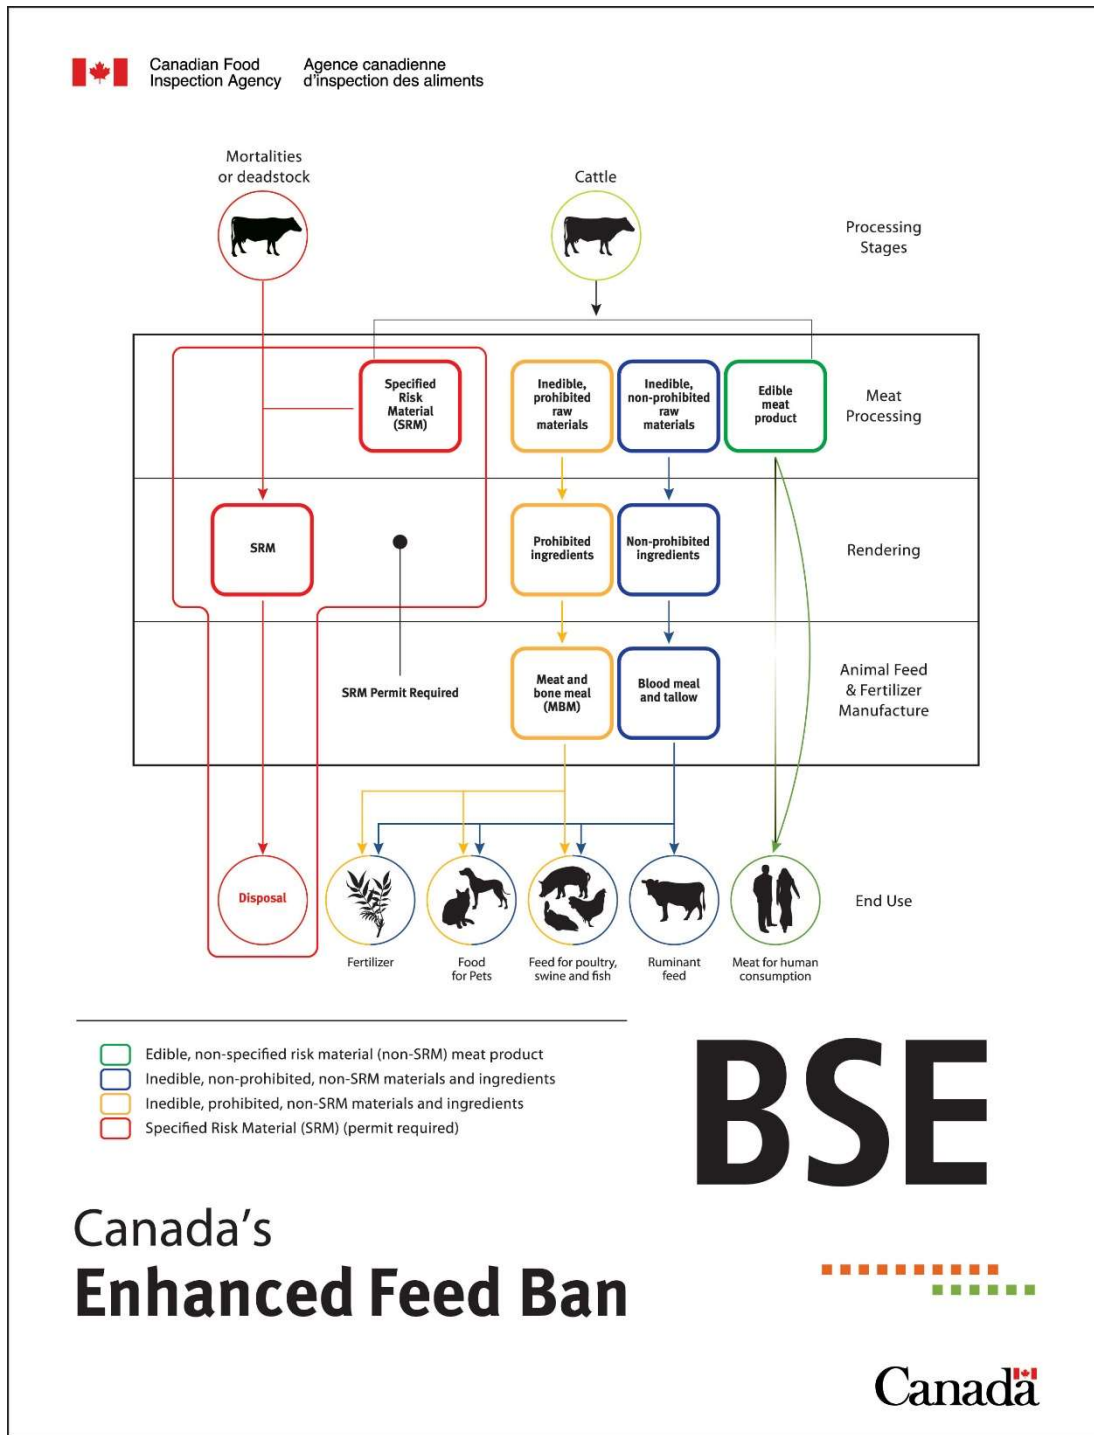 Canadian Food
Inspection Agency
Agence canadienne
d'inspection des aliments
Mortalities
or deadstock
Cattle
Processing
Stages
Specified
Risk
Material
(SRM)
Inedible,
prohibited
raw
materials
Inedible,
non-prohibited
raw
materials
Edible
meat
product
Meat
Processing
SRM
Prohibited
ingredients
Non-prohibited
ingredients
Rendering
SRM Permit Required
Meat and
bone meal
(MBM)
Blood meal
and tallow
Animal Feed
& Fertilizer
Manufacture
Disposal
End Use
Fertilizer
Food
for Pets
Feed for poultry,
swine and fish
Ruminant
feed
Meat for human
consumption
Edible, non-specified risk material (non-SRM) meat product
Inedible, non-prohibited, non-SRM materials and ingredients
Inedible, prohibited, non-SRM materials and ingredients
Specified Risk Material (SRM) (permit required)
BSE
Canada's
Enhanced Feed Ban
Canada